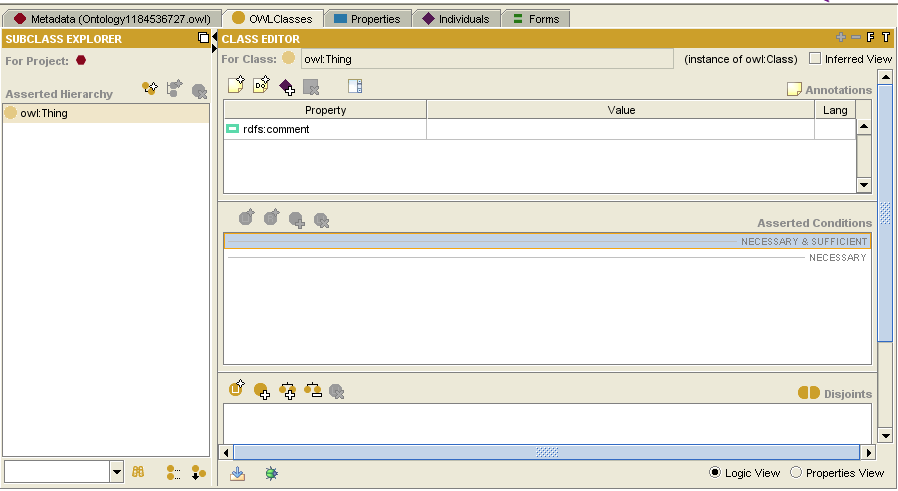 Metadata (Ontology1184536727.owl) OWLClasses Properties Individuals Forms
SUBCLASS EXPLORER
For Project:
Asserted Hierarchy
owl:Thing
CLASS EDITOR F T
For Class: owl:Thing (instance of owl:Class) Inferred View
Annotations
Property Value Lang
rdfs:comment
Asserted Conditions
NECESSARY & SUFFICIENT
NECESSARY
Disjoints
Logic View Properties View